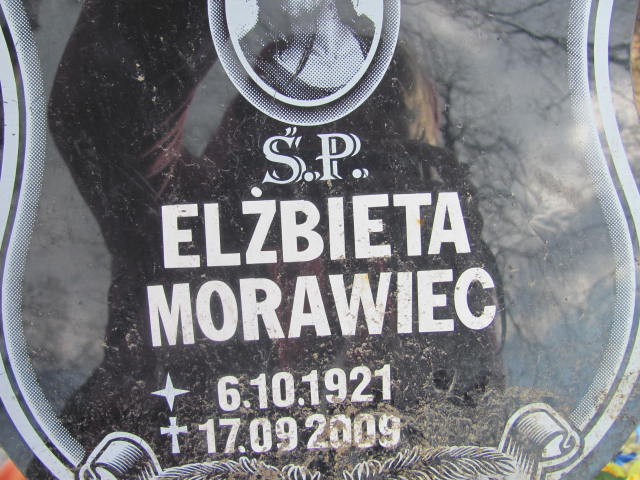 Ś.P.
ELŻBIETA
MORAWIEC
6.10.1921
17.09 2009